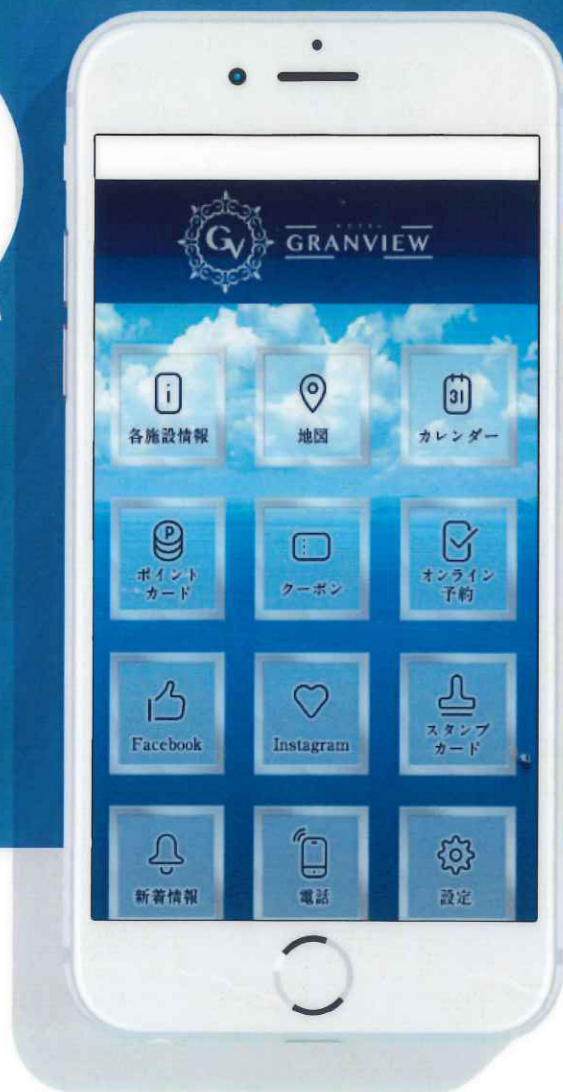 GV
HOTEL
GRANVIEW
i
各施設情報
地図
31
カレンダー
P
ポイント
カード
クーポン
オンライン
予約
Facebook
Instagram
スタンプ
カード
新着情報
電話
設定